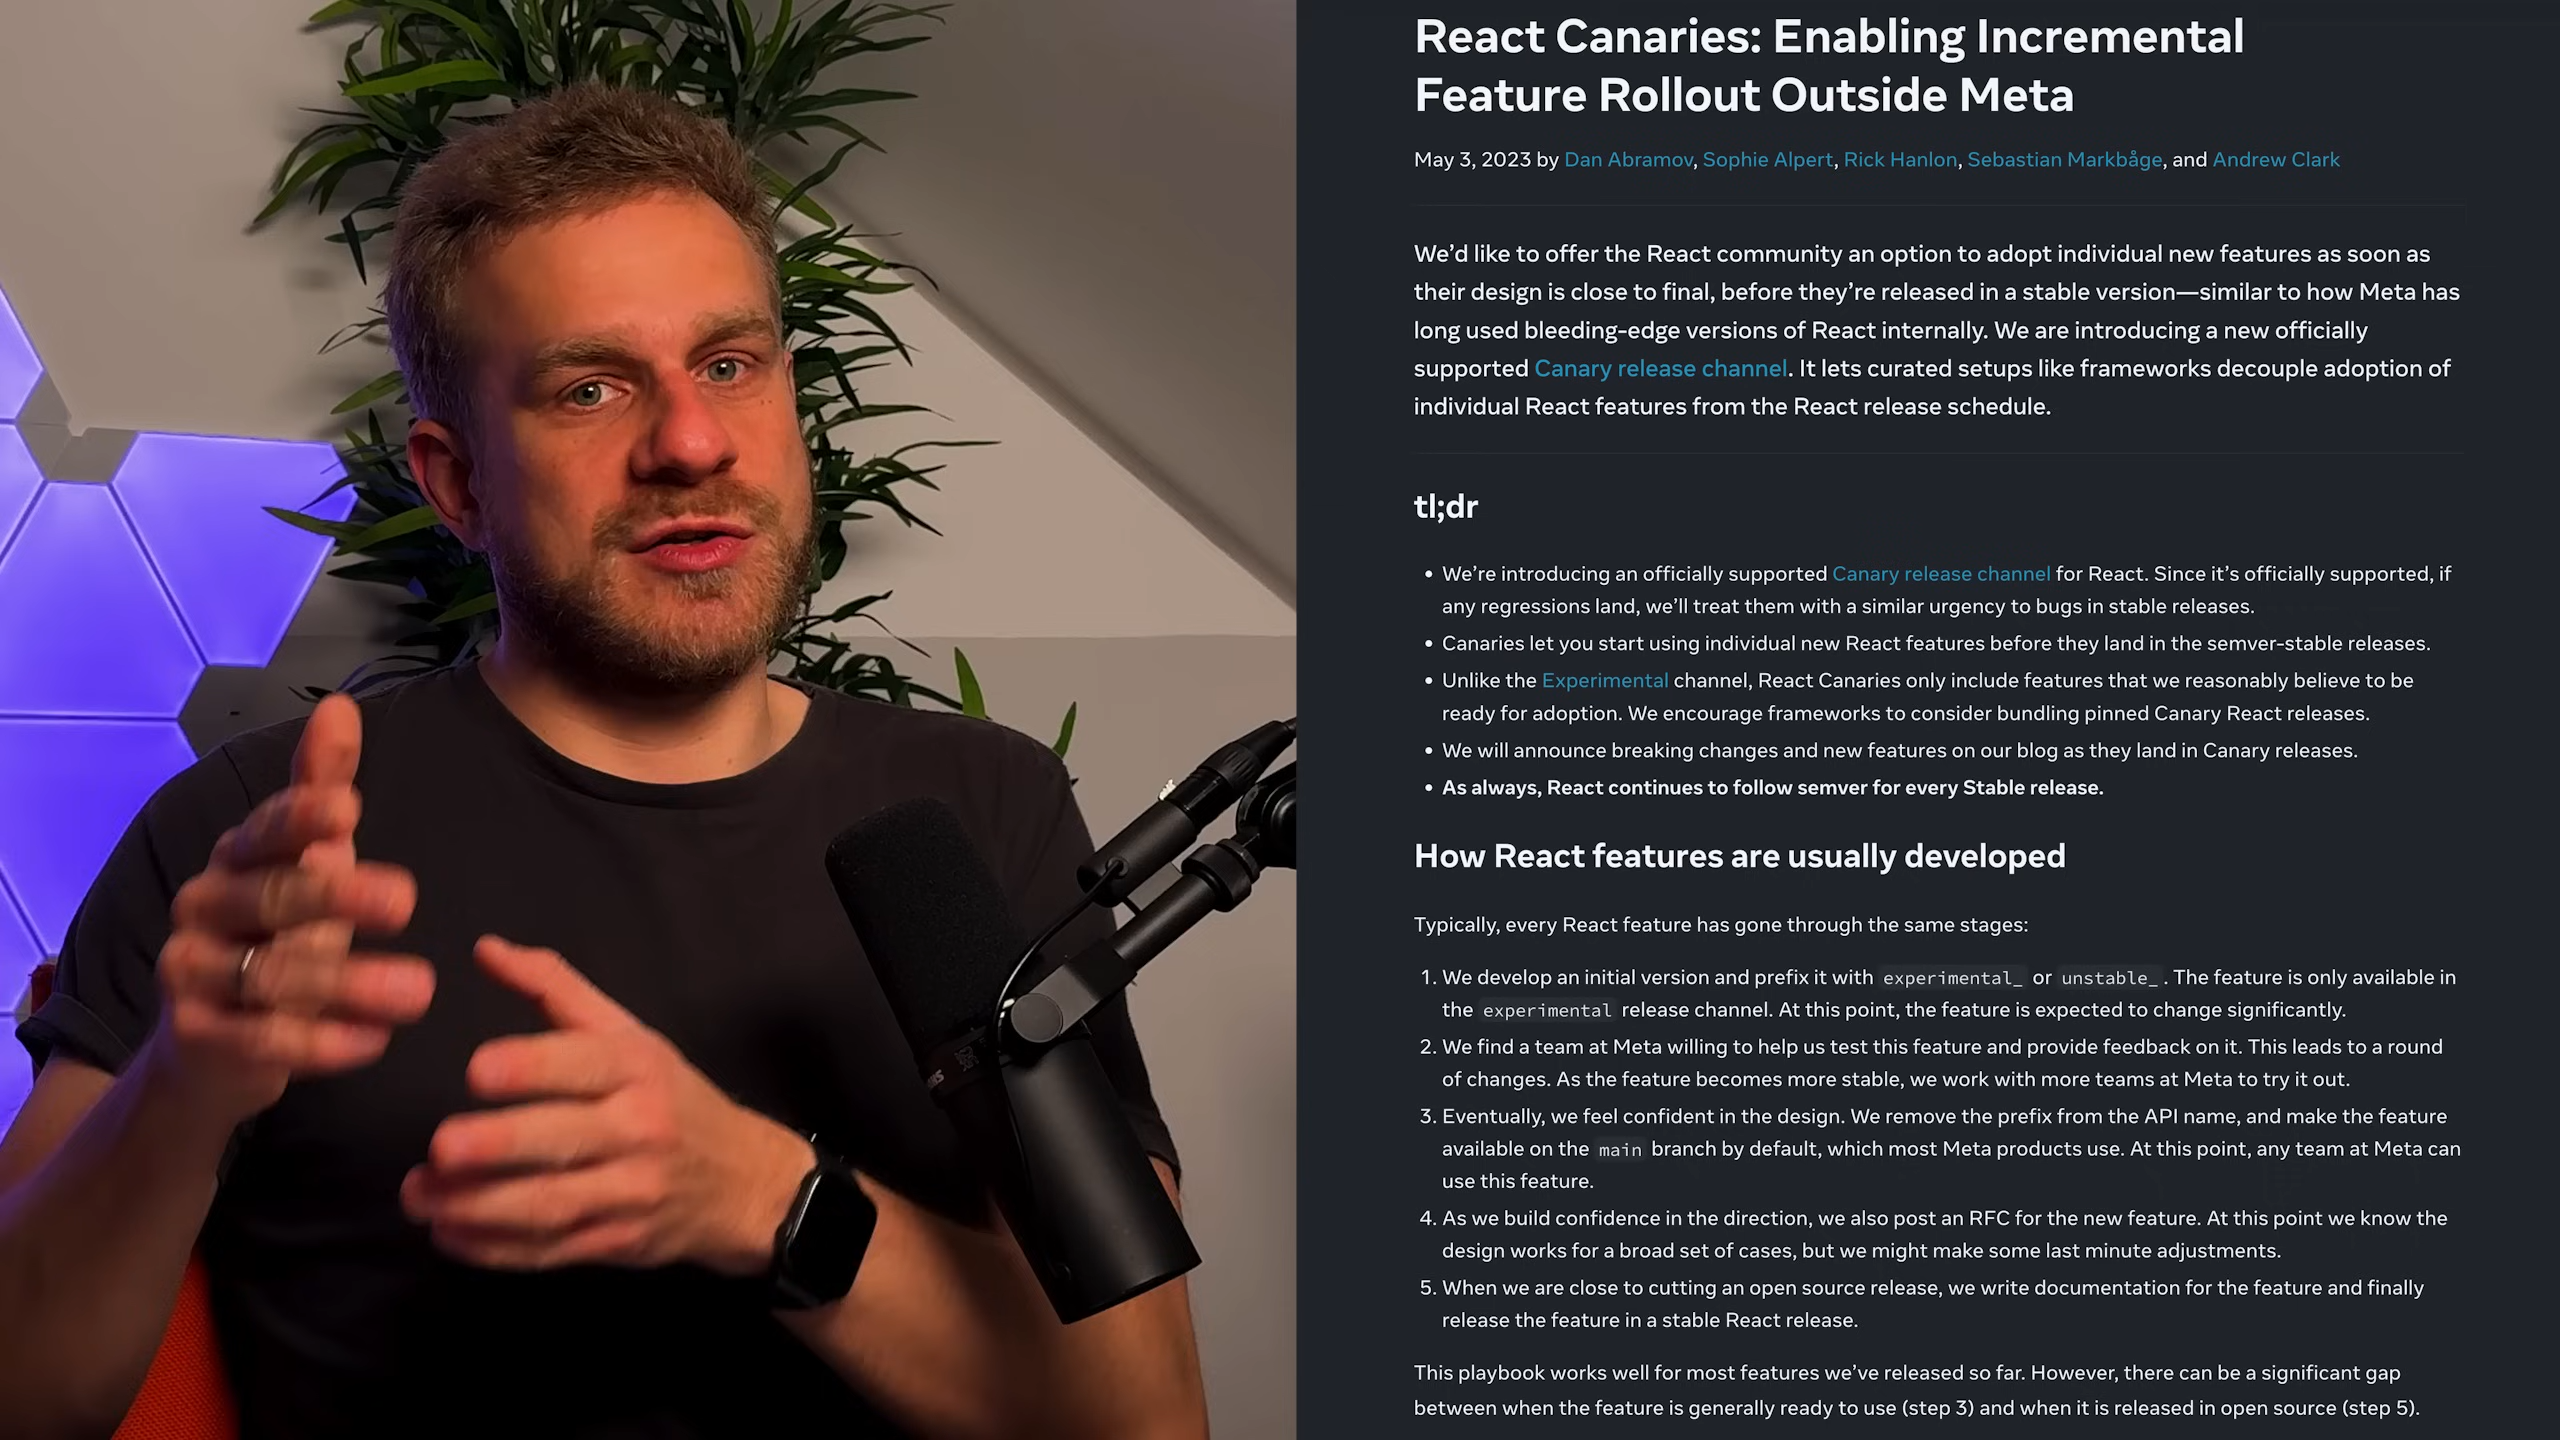 React Canaries: Enabling Incremental
Feature Rollout Outside Meta
May 3, 2023 by Dan Abramov, Sophie Alpert, Rick Hanlon, Sebastian Markbåge, and Andrew Clark
We’d like to offer the React community an option to adopt individual new features as soon as
their design is close to final, before they’re released in a stable version—similar to how Meta has
long used bleeding-edge versions of React internally. We are introducing a new officially
supported Canary release channel. It lets curated setups like frameworks decouple adoption of
individual React features from the React release schedule.
tl;dr
• We’re introducing an officially supported Canary release channel for React. Since it’s officially supported, if
any regressions land, we’ll treat them with a similar urgency to bugs in stable releases.
• Canaries let you start using individual new React features before they land in the semver-stable releases.
• Unlike the Experimental channel, React Canaries only include features that we reasonably believe to be
ready for adoption. We encourage frameworks to consider bundling pinned Canary React releases.
• We will announce breaking changes and new features on our blog as they land in Canary releases.
• As always, React continues to follow semver for every Stable release.
How React features are usually developed
Typically, every React feature has gone through the same stages:
1. We develop an initial version and prefix it with experimental_ or unstable_. The feature is only available in
the experimental release channel. At this point, the feature is expected to change significantly.
2. We find a team at Meta willing to help us test this feature and provide feedback on it. This leads to a round
of changes. As the feature becomes more stable, we work with more teams at Meta to try it out.
3. Eventually, we feel confident in the design. We remove the prefix from the API name, and make the feature
available on the main branch by default, which most Meta products use. At this point, any team at Meta can
use this feature.
4. As we build confidence in the direction, we also post an RFC for the new feature. At this point we know the
design works for a broad set of cases, but we might make some last minute adjustments.
5. When we are close to cutting an open source release, we write documentation for the feature and finally
release the feature in a stable React release.
This playbook works well for most features we’ve released so far. However, there can be a significant gap
between when the feature is generally ready to use (step 3) and when it is released in open source (step 5).